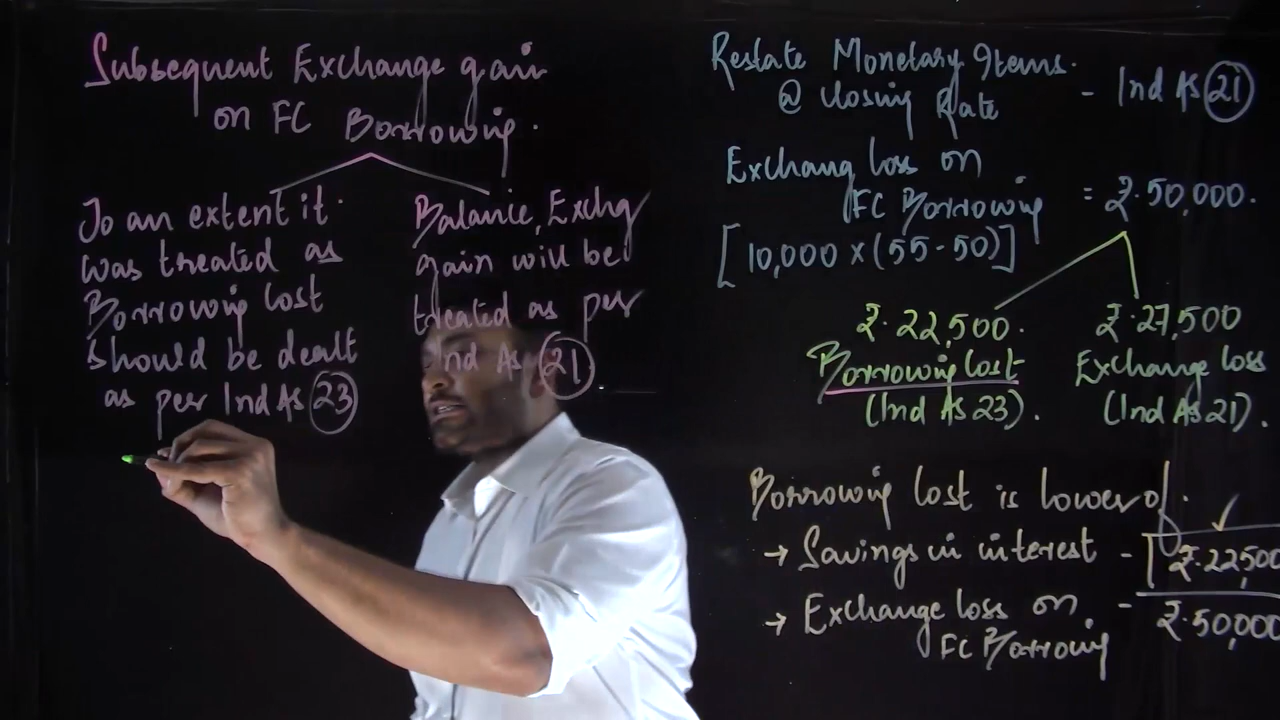 Subsequent Exchange gain
on FC Borrowing.
To an extent it
was treated as
Borrowing Cost
should be dealt
as per Ind As 23
Balance, Exchg
gain will be
treated as per
Ind As 21
Restate Monetary Items.
@ closing Rate
- Ind As 21
Exchang loss on
FC Borrowing
= ₹.50,000.
[10,000 × (55-50)]
₹.22,500.
Borrowing Cost
(Ind As 23).
₹.27,500
Exchange loss
(Ind As 21).
Borrowing Cost is lower of.
→ Savings in interest - ₹.22,500
→ Exchange loss on - ₹.50,000
FC Borrowing